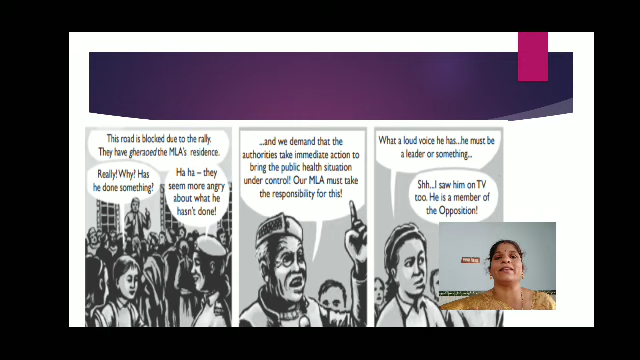 This road is blocked due to the rally.
They have gheraoed the MLA's residence.
Really! Why? Has
he done something?
Ha ha – they
seem more angry
about what he
hasn't done!
...and we demand that the
authorities take immediate action to
bring the public health situation
under control! Our MLA must take
the responsibility for this!
What a loud voice he has...he must be
a leader or something...
Shh...I saw him on TV
too. He is a member of
the Opposition!